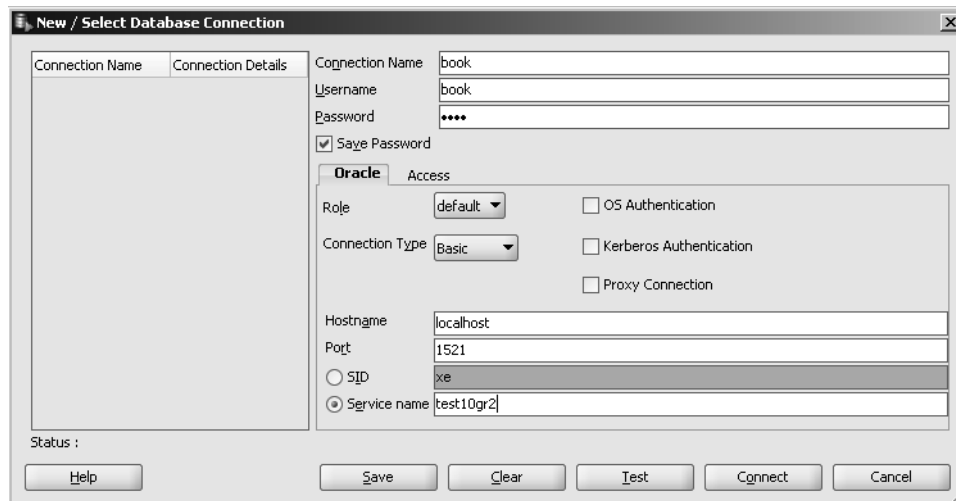 New / Select Database Connection
Connection Name Connection Details
Connection Name book
Username book
Password ••••
Save Password
Oracle Access
Role default OS Authentication
Connection Type Basic Kerberos Authentication
Proxy Connection
Hostname localhost
Port 1521
SID xe
Service name test10gr2
Status :
Help Save Clear Test Connect Cancel